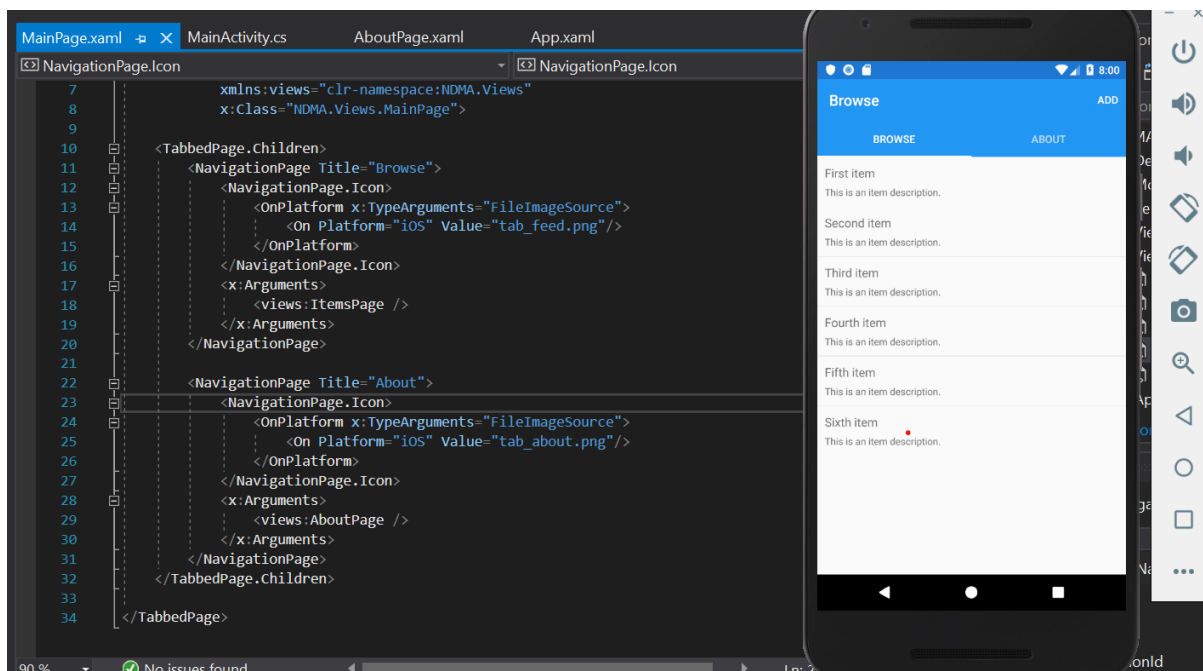 MainPage.xaml MainActivity.cs AboutPage.xaml App.xaml
NavigationPage.Icon NavigationPage.Icon
7 xmlns:views="clr-namespace:NDMA.Views"
8 x:Class="NDMA.Views.MainPage">
9
10 <TabbedPage.Children>
11 <NavigationPage Title="Browse">
12 <NavigationPage.Icon>
13 <OnPlatform x:TypeArguments="FileImageSource">
14 <On Platform="iOS" Value="tab_feed.png"/>
15 </OnPlatform>
16 </NavigationPage.Icon>
17 <x:Arguments>
18 <views:ItemsPage />
19 </x:Arguments>
20 </NavigationPage>
21
22 <NavigationPage Title="About">
23 <NavigationPage.Icon>
24 <OnPlatform x:TypeArguments="FileImageSource">
25 <On Platform="iOS" Value="tab_about.png"/>
26 </OnPlatform>
27 </NavigationPage.Icon>
28 <x:Arguments>
29 <views:AboutPage />
30 </x:Arguments>
31 </NavigationPage>
32 </TabbedPage.Children>
33
34 </TabbedPage>
90 % No issues found Ln:
8:00
Browse ADD
BROWSE ABOUT
First item
This is an item description.
Second item
This is an item description.
Third item
This is an item description.
Fourth item
This is an item description.
Fifth item
This is an item description.
Sixth item
This is an item description.